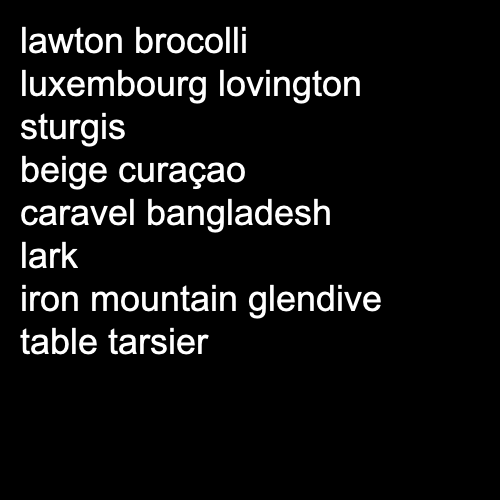 lawton brocolli
luxembourg lovington
sturgis
beige curaçao
caravel bangladesh
lark
iron mountain glendive
table tarsier